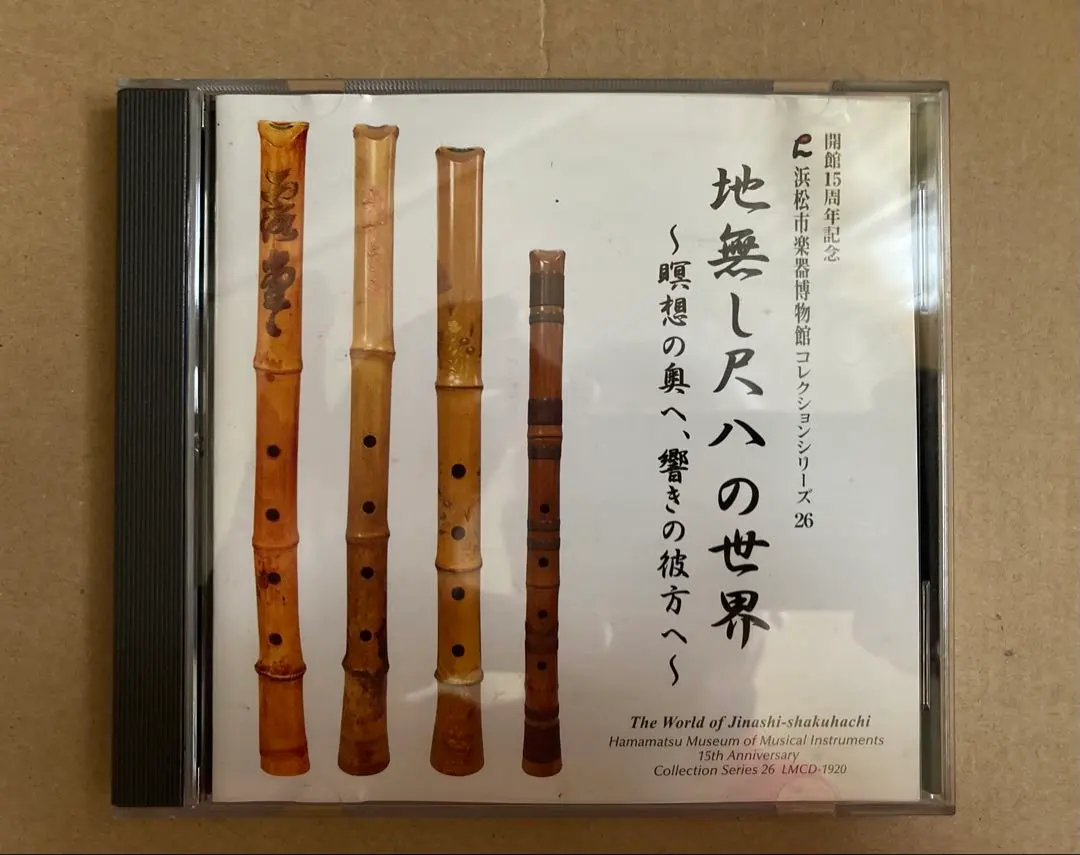 開館15周年記念
浜松市楽器博物館 コレクションシリーズ 26
地無し尺八の世界
～瞑想の奥へ、響きの彼方へ～
The World of Jinashi-shakuhachi
Hamamatsu Museum of Musical Instruments
15th Anniversary
Collection Series 26 LMCD-1920